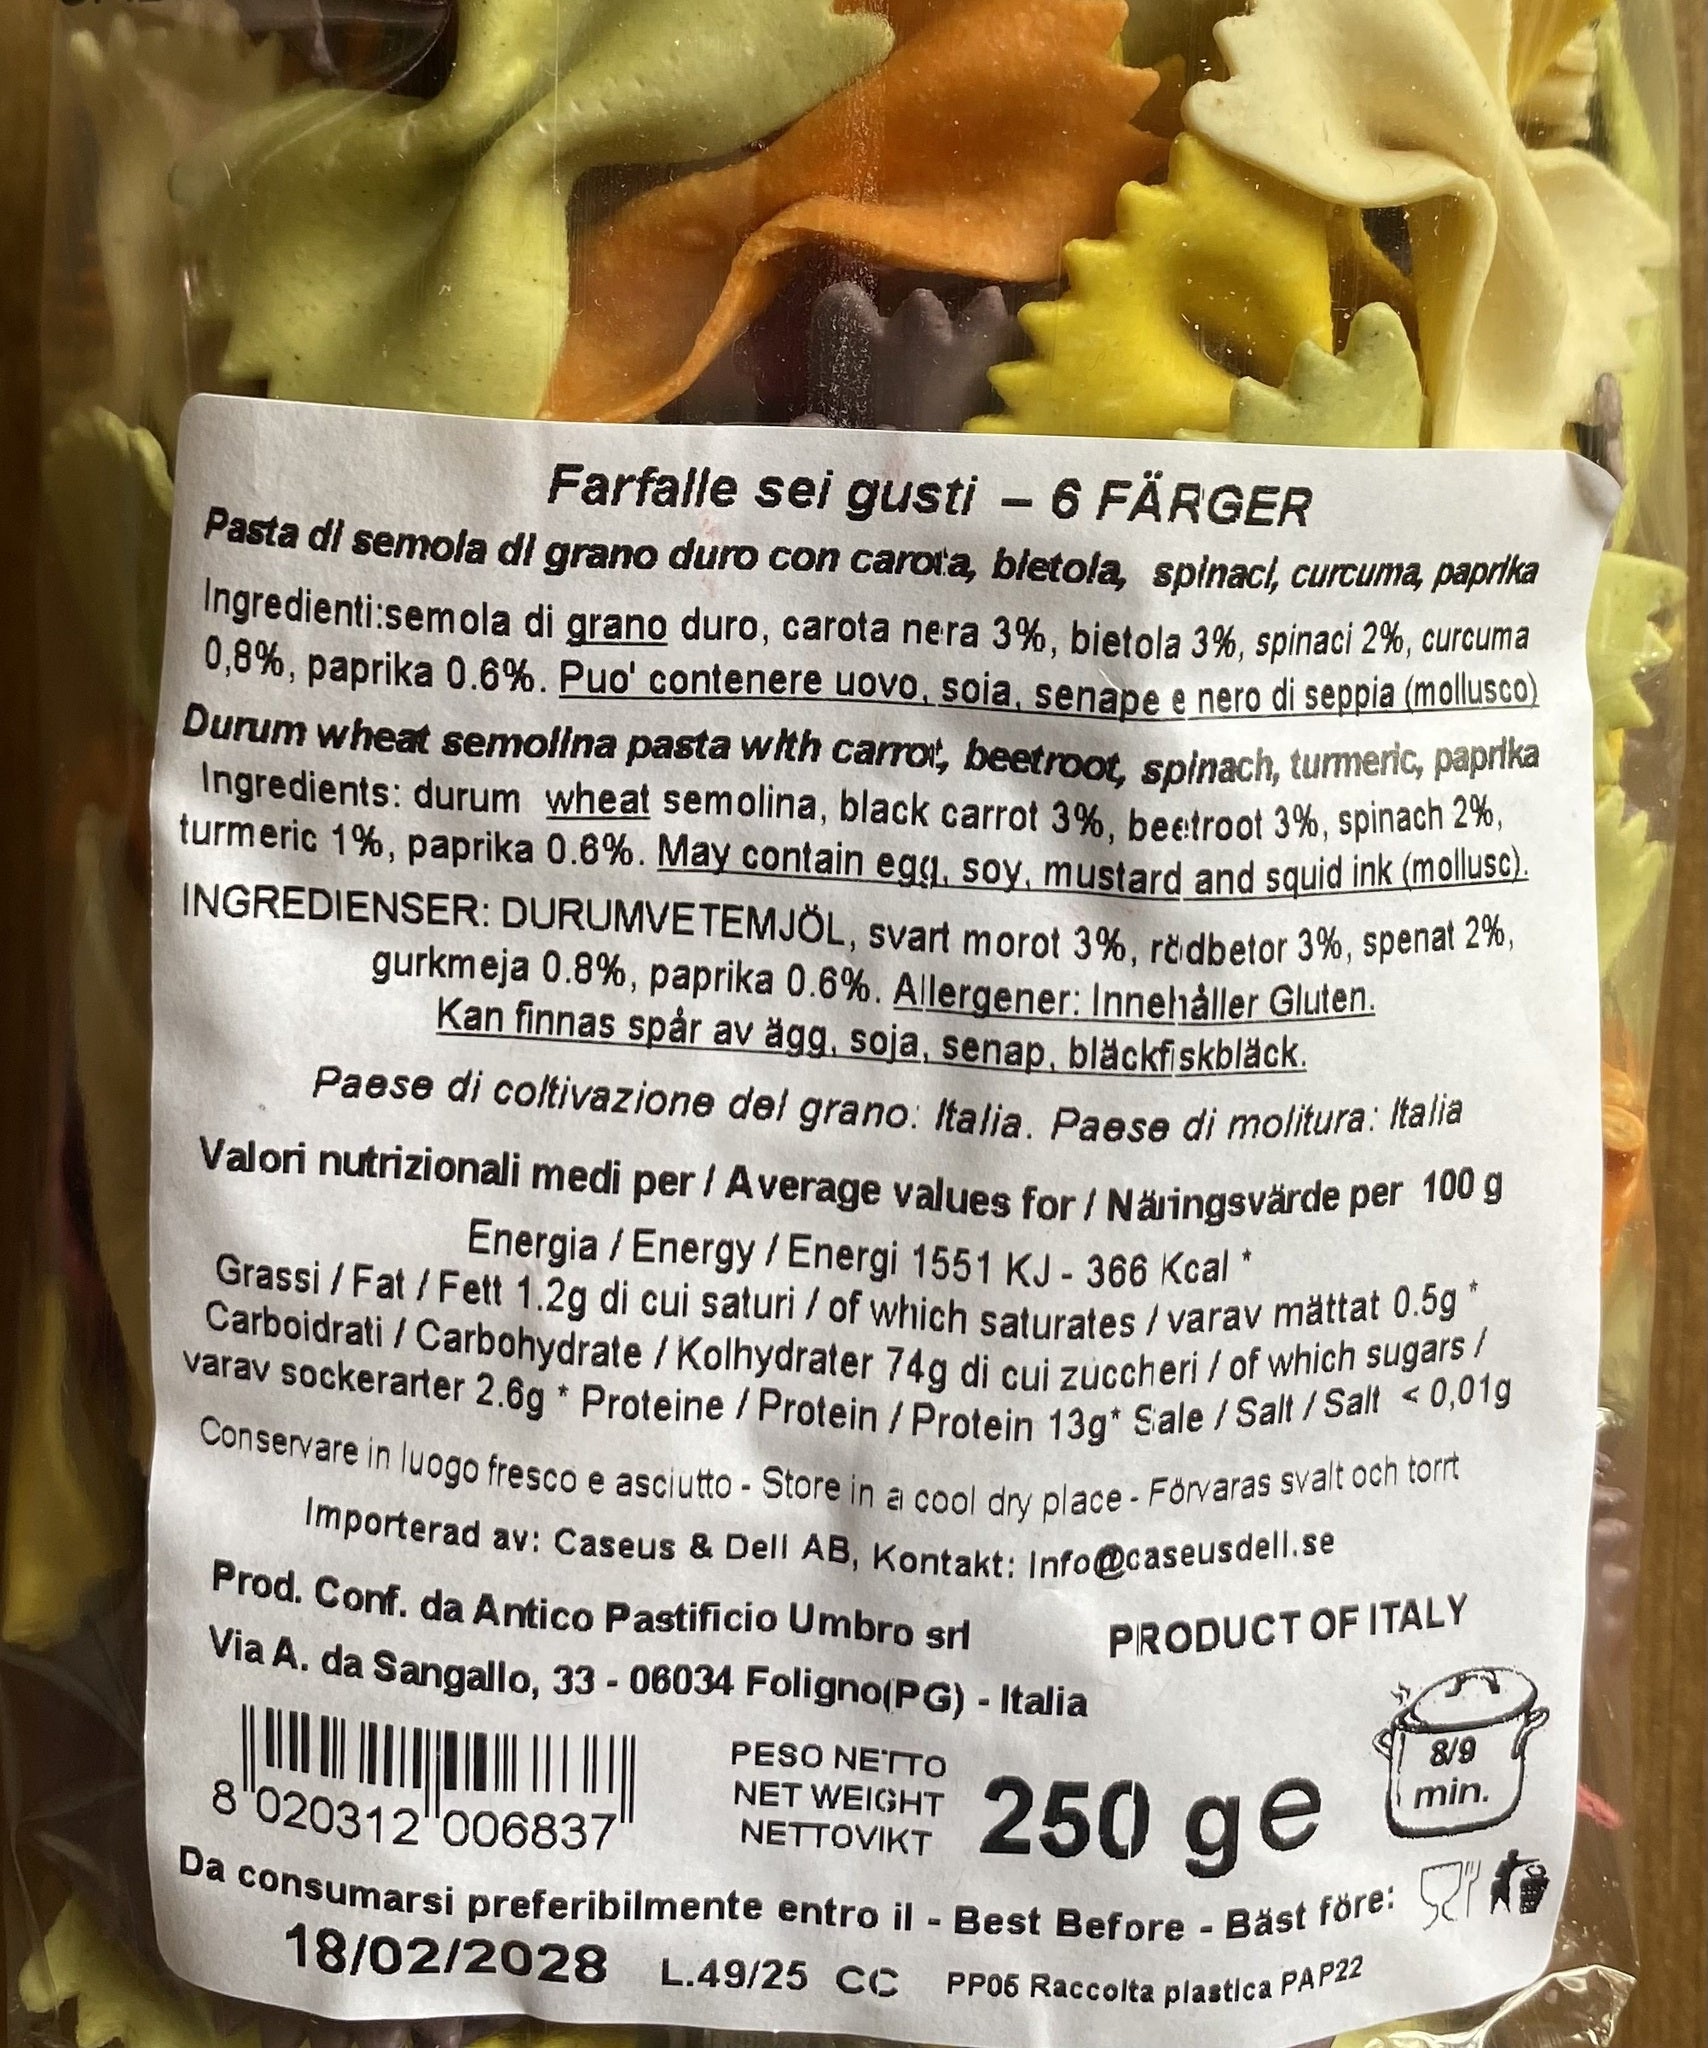 Farfalle sei gusti – 6 FÄRGER
Pasta di semola di grano duro con carota, bietola, spinaci, curcuma, paprika
Ingredienti:semola di grano duro, carota nera 3%, bietola 3%, spinaci 2%, curcuma
0,8%, paprika 0.6%. Puo' contenere uovo, soia, senape e nero di seppia (mollusco)
Durum wheat semolina pasta with carrot, beetroot, spinach, turmeric, paprika
Ingredients: durum wheat semolina, black carrot 3%, beetroot 3%, spinach 2%,
turmeric 1%, paprika 0.6%. May contain egg, soy, mustard and squid ink (mollusc).
INGREDIENSER: DURUMVETEMJÖL, svart morot 3%, rödbetor 3%, spenat 2%,
gurkmeja 0.8%, paprika 0.6%. Allergener: Innehåller Gluten.
Kan finnas spår av ägg, soja, senap, bläckfiskbläck.
Paese di coltivazione del grano: Italia. Paese di molitura: Italia
Valori nutrizionali medi per / Average values for / Näringsvärde per 100 g
Energia / Energy / Energi 1551 KJ - 366 Kcal *
Grassi / Fat / Fett 1.2g di cui saturi / of which saturates / varav mättat 0.5g *
Carboidrati / Carbohydrate / Kolhydrater 74g di cui zuccheri / of which sugars /
varav sockerarter 2.6g * Proteine / Protein / Protein 13g* Sale / Salt / Salt < 0,01g
Conservare in luogo fresco e asciutto - Store in a cool dry place - Förvaras svalt och torrt
Importerad av: Caseus & Dell AB, Kontakt: Info@caseusdell.se
Prod. Conf. da Antico Pastificio Umbro srl
PRODUCT OF ITALY
Via A. da Sangallo, 33 - 06034 Foligno(PG) - Italia
8 020312 006837
PESO NETTO
NET WEIGHT
NETTOVIKT
250 g e
8/9
min.
Da consumarsi preferibilmente entro il - Best Before - Bäst före:
18/02/2028 L.49/25 CC PP05 Raccolta plastica PAP22